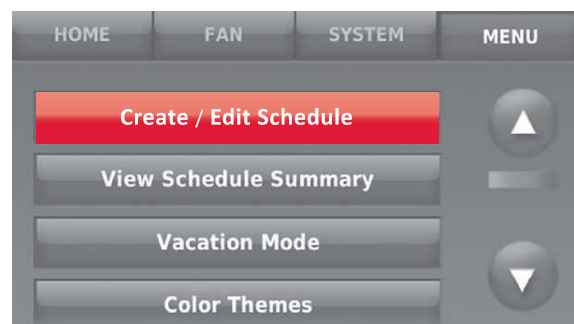 HOME FAN SYSTEM MENU
Create / Edit Schedule
View Schedule Summary
Vacation Mode
Color Themes